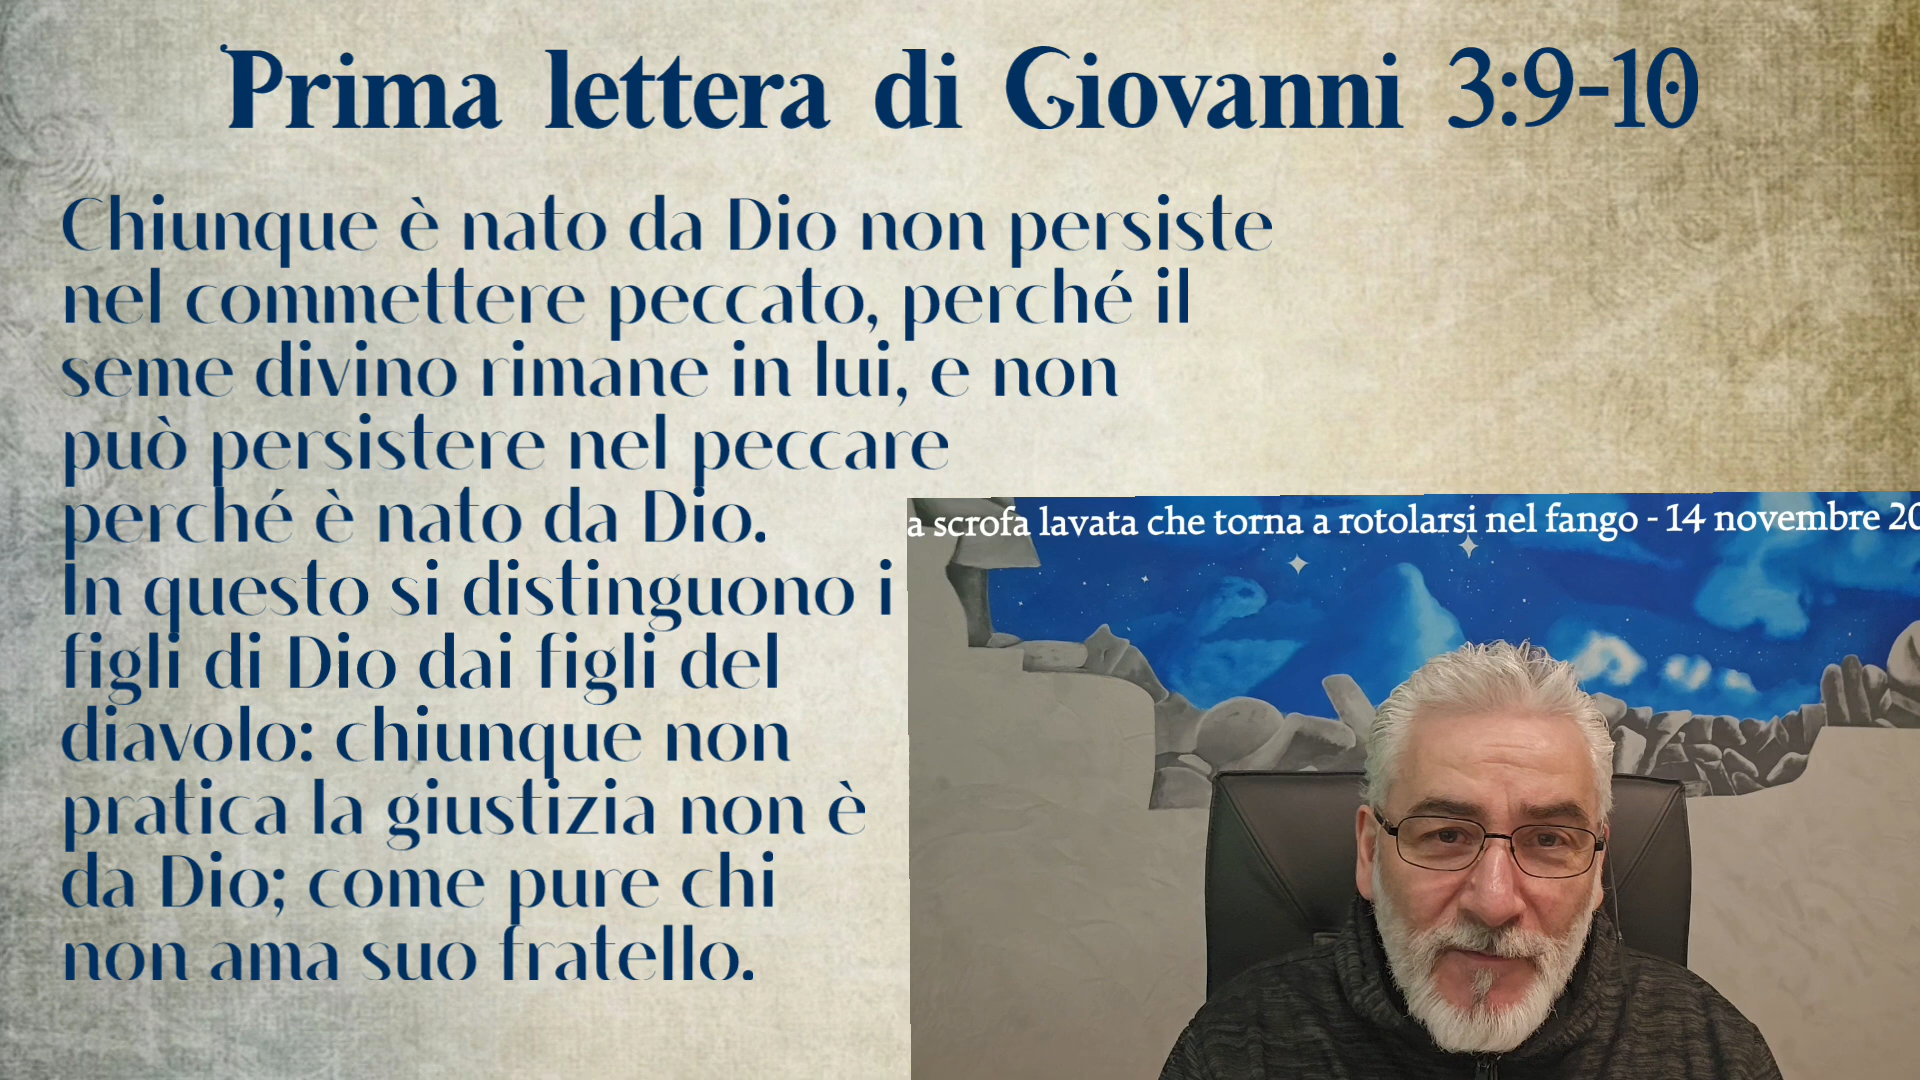 Prima lettera di Giovanni 3:9-10
Chiunque è nato da Dio non persiste
nel commettere peccato, perché il
seme divino rimane in lui, e non
può persistere nel peccare
perché è nato da Dio.
In questo si distinguono i
figli di Dio dai figli del
diavolo: chiunque non
pratica la giustizia non è
da Dio; come pure chi
non ama suo fratello.
a scrofa lavata che torna a rotolarsi nel fango - 14 novembre 20